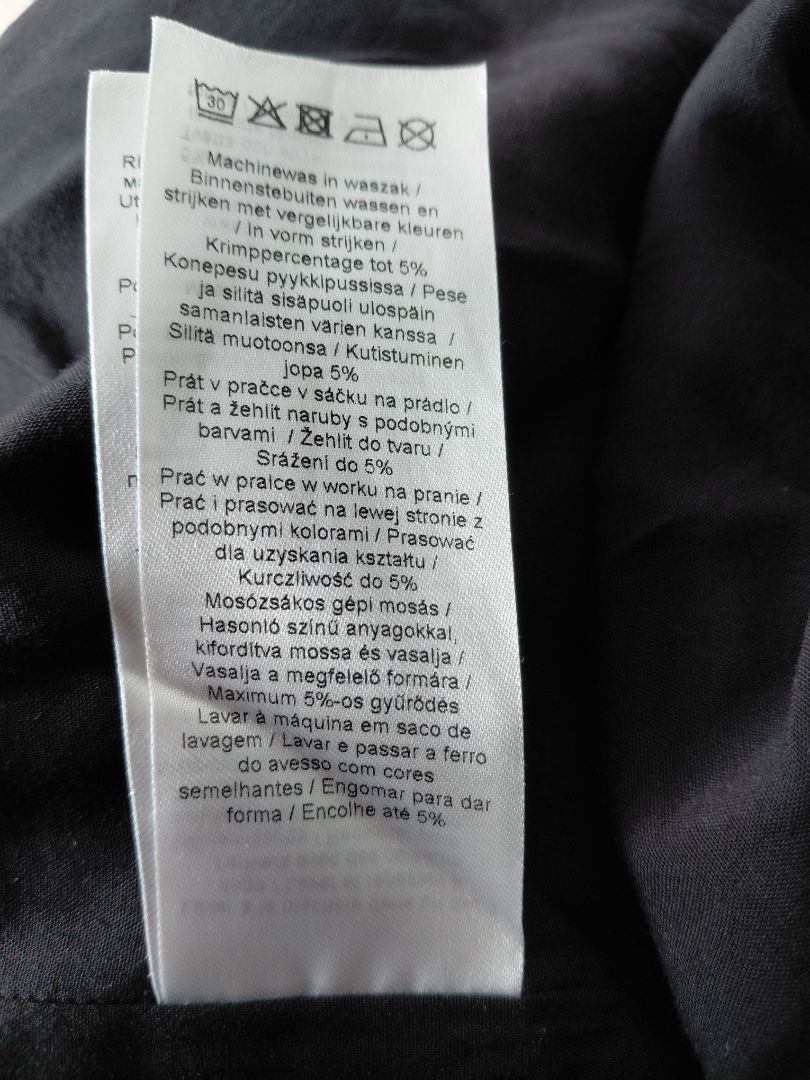 30
Machinewas in waszak /
Binnenstebuiten wassen en
strijken met vergelijkbare kleuren
/ In vorm strijken /
Krimppercentage tot 5%
Konepesu pyykkipussissa / Pese
ja silitä sisäpuoli ulospäin
samanlaisten värien kanssa /
Silitä muotoonsa / Kutistuminen
jopa 5%
Prát v pračce v sáčku na prádlo /
Prát a žehlit naruby s podobnými
barvami / Žehlit do tvaru /
Srážení do 5%
Prać w pralce w worku na pranie /
Prać i prasować na lewej stronie z
podobnymi kolorami / Prasować
dla uzyskania kształtu /
Kurczliwość do 5%
Mosózsákos gépi mosás /
Hasonló színű anyagokkal,
kifordítva mossa és vasalja /
Vasalja a megfelelő formára /
Maximum 5%-os gyűrődés
Lavar à máquina em saco de
lavagem / Lavar e passar a ferro
do avesso com cores
semelhantes / Engomar para dar
forma / Encolhe até 5%